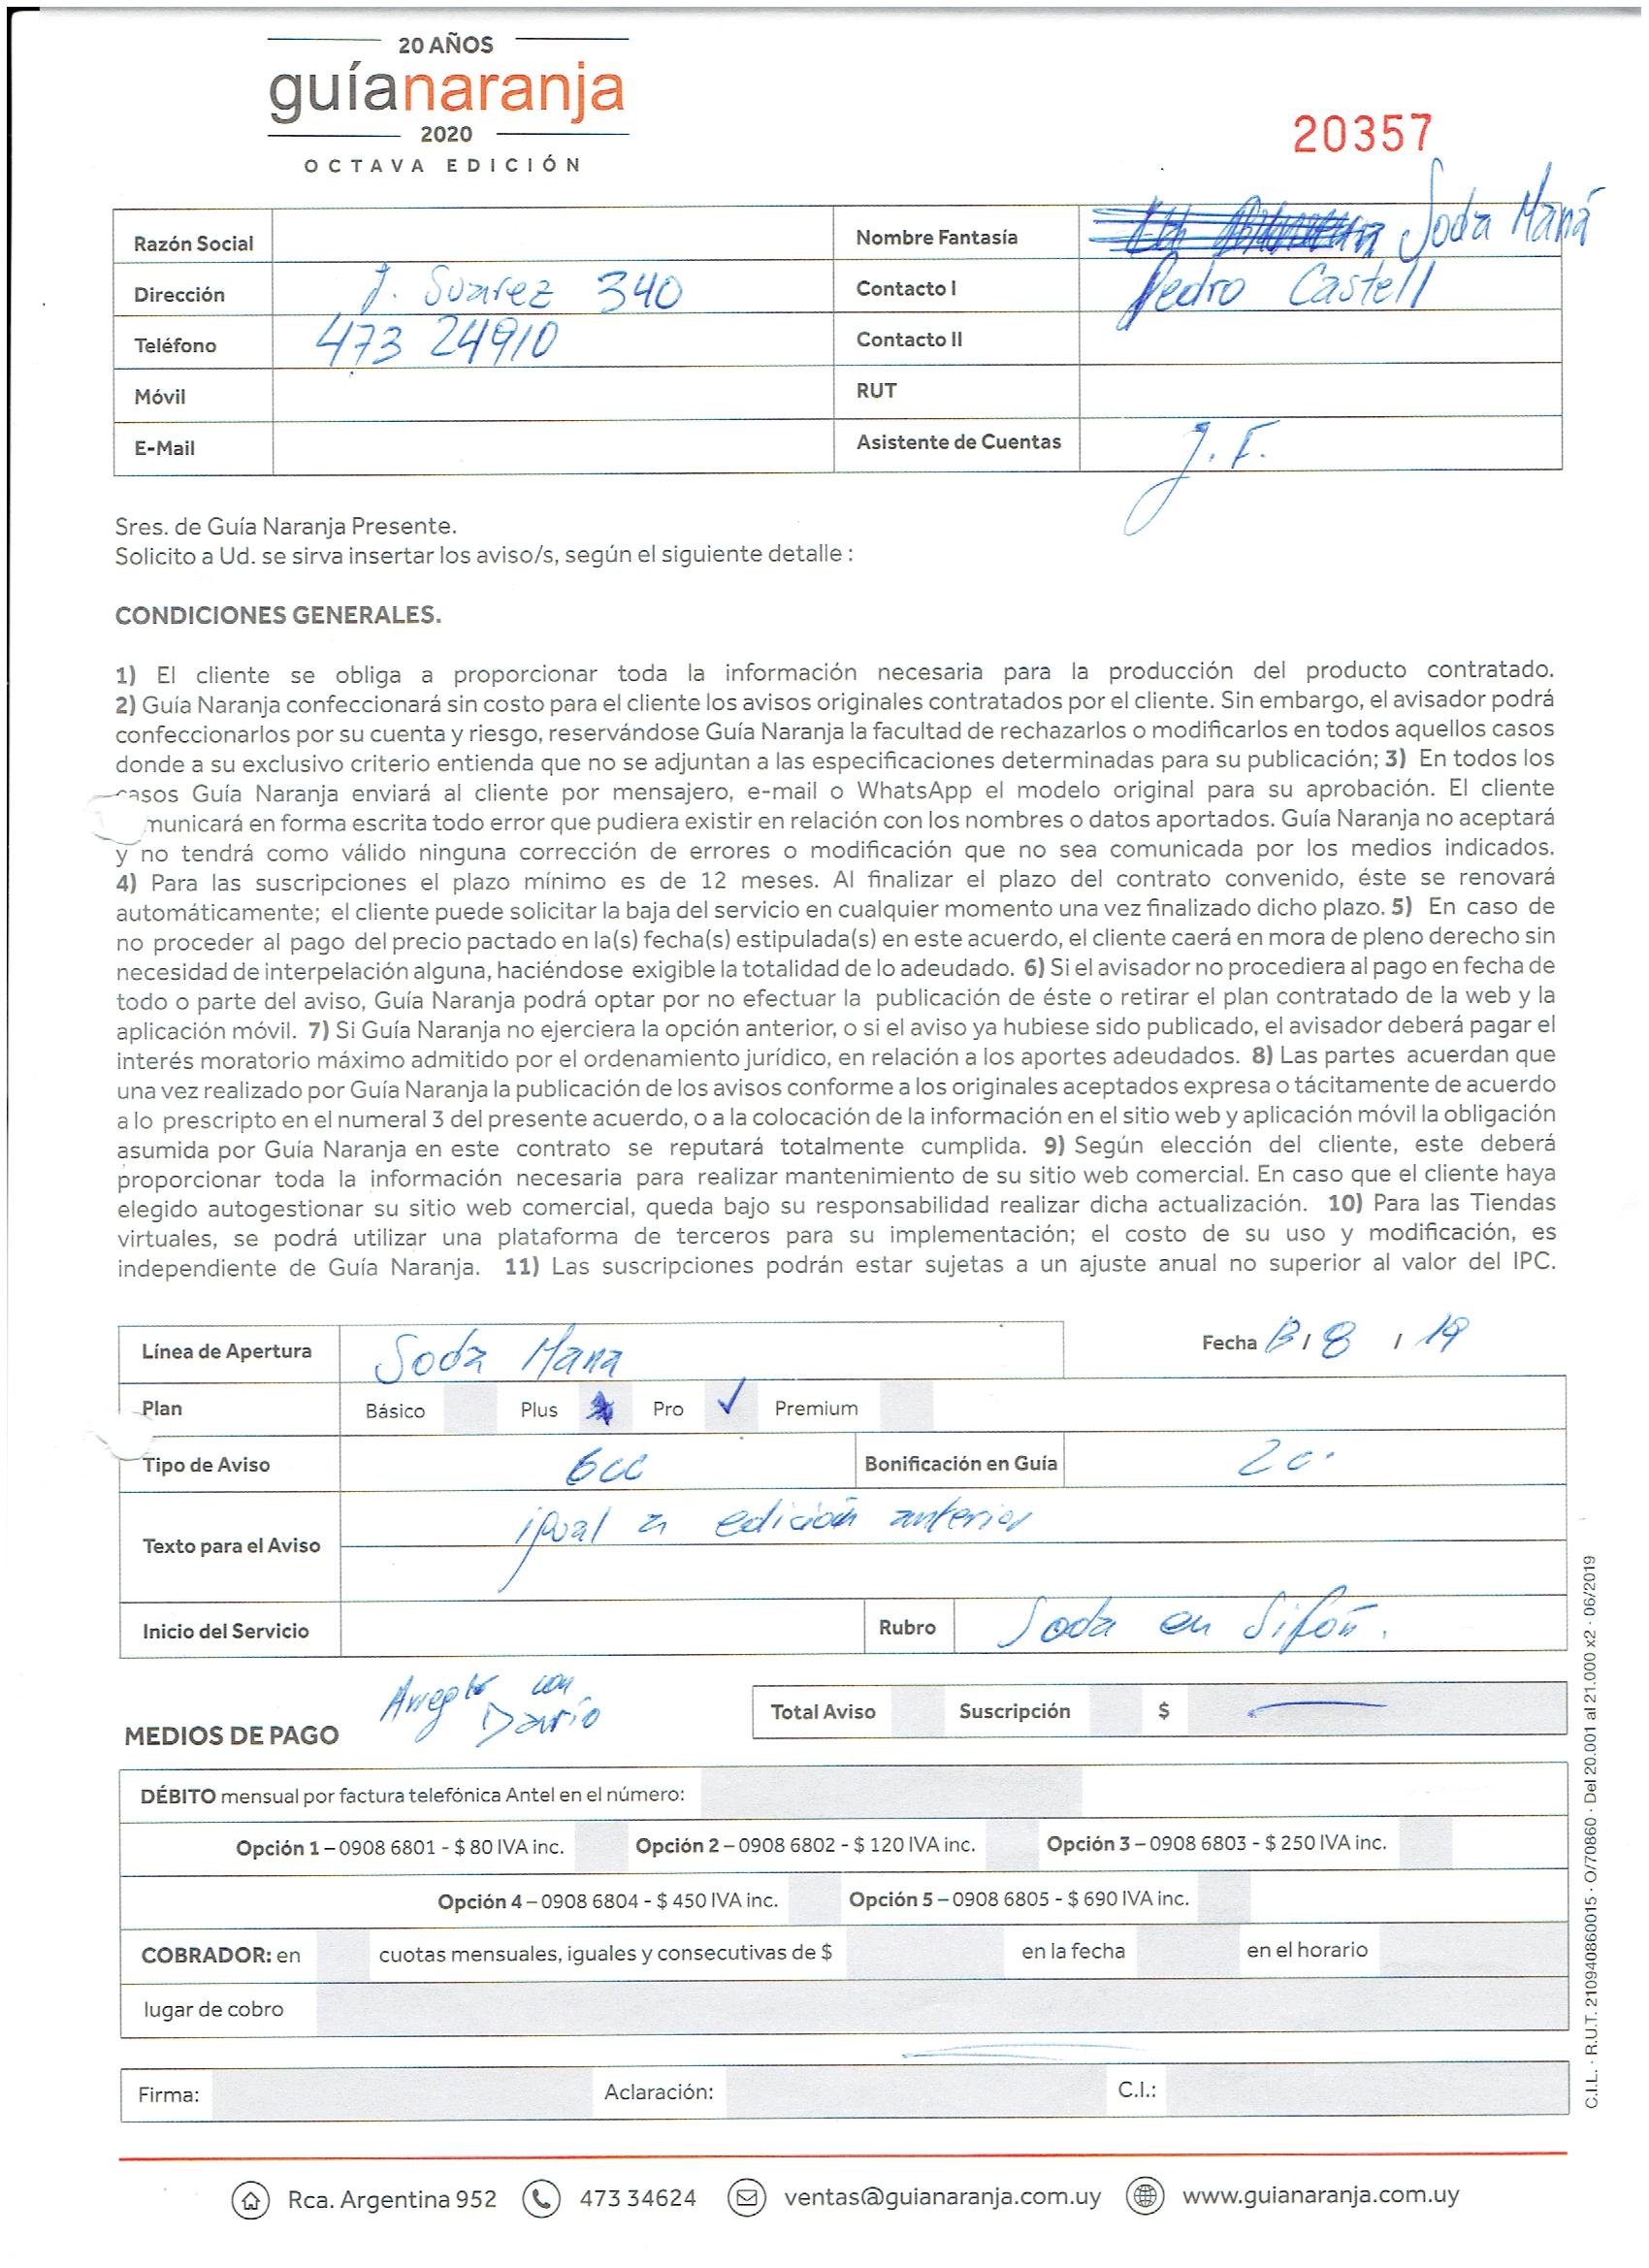 20 AÑOS
guíanaranja
2020
OCTAVA EDICIÓN
20357
Razón Social
Nombre Fantasía Soda Maná
Dirección J. Suarez 340
Contacto I Pedro Castell
Teléfono 473 24910
Contacto II
Móvil
RUT
E-Mail
Asistente de Cuentas J. F.
Sres. de Guía Naranja Presente.
Solicito a Ud. se sirva insertar los aviso/s, según el siguiente detalle :
CONDICIONES GENERALES.
1) El cliente se obliga a proporcionar toda la información necesaria para la producción del producto contratado.
2) Guía Naranja confeccionará sin costo para el cliente los avisos originales contratados por el cliente. Sin embargo, el avisador podrá
confeccionarlos por su cuenta y riesgo, reservándose Guía Naranja la facultad de rechazarlos o modificarlos en todos aquellos casos
donde a su exclusivo criterio entienda que no se adjuntan a las especificaciones determinadas para su publicación; 3) En todos los
casos Guía Naranja enviará al cliente por mensajero, e-mail o WhatsApp el modelo original para su aprobación. El cliente
municará en forma escrita todo error que pudiera existir en relación con los nombres o datos aportados. Guía Naranja no aceptará
y no tendrá como válido ninguna corrección de errores o modificación que no sea comunicada por los medios indicados.
4) Para las suscripciones el plazo mínimo es de 12 meses. Al finalizar el plazo del contrato convenido, éste se renovará
automáticamente; el cliente puede solicitar la baja del servicio en cualquier momento una vez finalizado dicho plazo. 5) En caso de
no proceder al pago del precio pactado en la(s) fecha(s) estipulada(s) en este acuerdo, el cliente caerá en mora de pleno derecho sin
necesidad de interpelación alguna, haciéndose exigible la totalidad de lo adeudado. 6) Si el avisador no procediera al pago en fecha de
todo o parte del aviso, Guía Naranja podrá optar por no efectuar la publicación de éste o retirar el plan contratado de la web y la
aplicación móvil. 7) Si Guía Naranja no ejerciera la opción anterior, o si el aviso ya hubiese sido publicado, el avisador deberá pagar el
interés moratorio máximo admitido por el ordenamiento jurídico, en relación a los aportes adeudados. 8) Las partes acuerdan que
una vez realizado por Guía Naranja la publicación de los avisos conforme a los originales aceptados expresa o tácitamente de acuerdo
a lo prescripto en el numeral 3 del presente acuerdo, o a la colocación de la información en el sitio web y aplicación móvil la obligación
asumida por Guía Naranja en este contrato se reputará totalmente cumplida. 9) Según elección del cliente, este deberá
proporcionar toda la información necesaria para realizar mantenimiento de su sitio web comercial. En caso que el cliente haya
elegido autogestionar su sitio web comercial, queda bajo su responsabilidad realizar dicha actualización. 10) Para las Tiendas
virtuales, se podrá utilizar una plataforma de terceros para su implementación; el costo de su uso y modificación, es
independiente de Guía Naranja. 11) Las suscripciones podrán estar sujetas a un ajuste anual no superior al valor del IPC.
Línea de Apertura Soda Mana
Fecha 13/ 8 / 19
Plan Básico Plus Pro ✓ Premium
Tipo de Aviso 6cc Bonificación en Guía
Texto para el Aviso igual a edición anterior
Inicio del Servicio Rubro Soda en Sifón.
Arreglo con
Darío
MEDIOS DE PAGO
Total Aviso Suscripción $
DÉBITO mensual por factura telefónica Antel en el número:
Opción 1 – 0908 6801 - $ 80 IVA inc. Opción 2 – 0908 6802 - $ 120 IVA inc. Opción 3 – 0908 6803 - $ 250 IVA inc.
Opción 4 – 0908 6804 - $ 450 IVA inc. Opción 5 – 0908 6805 - $ 690 IVA inc.
COBRADOR: en cuotas mensuales, iguales y consecutivas de $ en la fecha en el horario
lugar de cobro
Firma: Aclaración: C.I.:
C.I.L. · R.U.T. 210940860015 · O/70860 · Del 20.001 al 21.000 x2 · 06/2019
Rca. Argentina 952 473 34624 ventas@guianaranja.com.uy www.guianaranja.com.uy